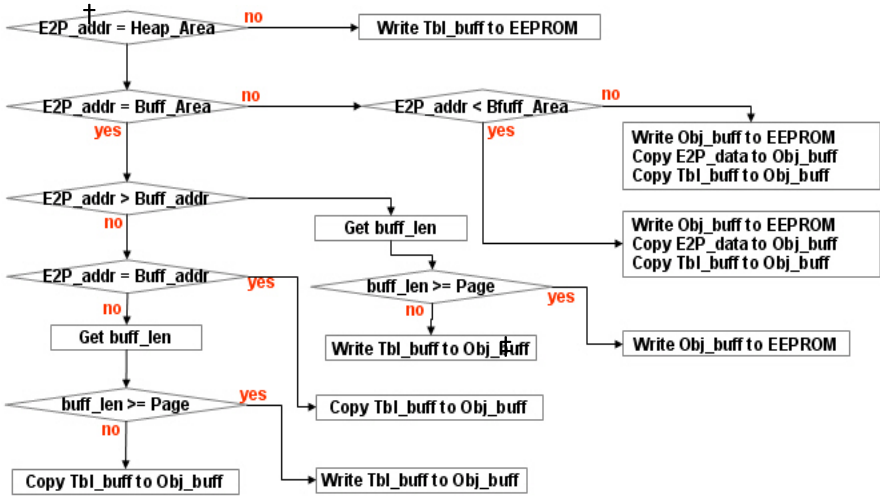 E2P_addr = Heap_Area
no
Write Tbl_buff to EEPROM
E2P_addr = Buff_Area
no
yes
E2P_addr < Bfuff_Area
no
yes
Write Obj_buff to EEPROM
Copy E2P_data to Obj_buff
Copy Tbl_buff to Obj_buff
E2P_addr > Buff_addr
no
Get buff_len
Write Obj_buff to EEPROM
Copy E2P_data to Obj_buff
Copy Tbl_buff to Obj_buff
E2P_addr = Buff_addr
yes
no
buff_len >= Page
yes
no
Get buff_len
Write Tbl_buff to Obj_buff
Write Obj_buff to EEPROM
buff_len >= Page
yes
no
Copy Tbl_buff to Obj_buff
Copy Tbl_buff to Obj_buff
Write Tbl_buff to Obj_buff